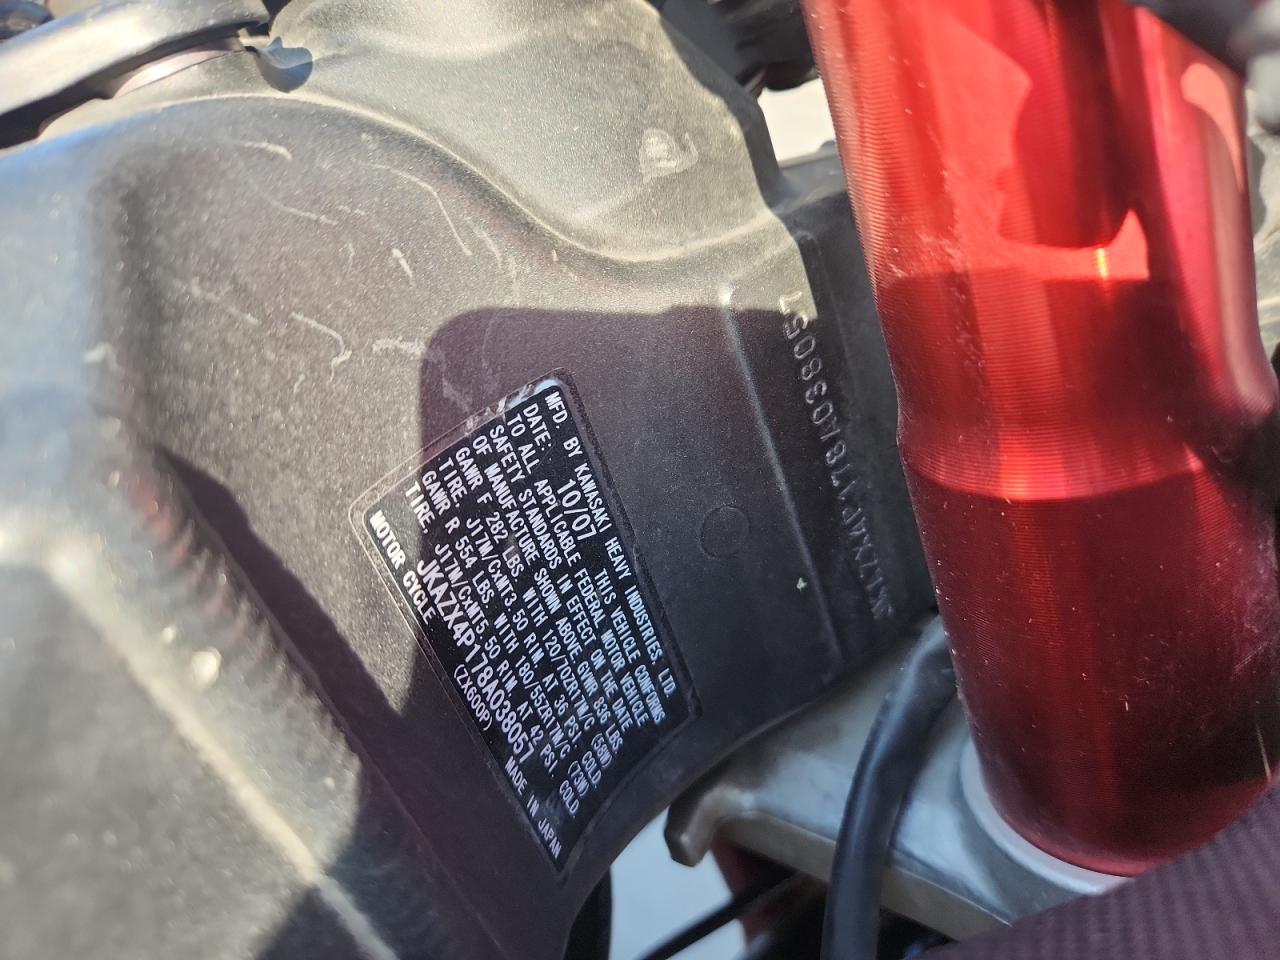 MFD. BY KAWASAKI HEAVY INDUSTRIES, LTD.
DATE: 10/07 THIS VEHICLE CONFORMS
TO ALL APPLICABLE FEDERAL MOTOR VEHICLE
SAFETY STANDARDS IN EFFECT ON THE DATE
OF MANUFACTURE SHOWN ABOVE GVWR 836 LBS.
GAWR F 282 LBS. WITH 120/70ZR17M/C (58W)
TIRE, J17M/CxMT3.50 RIM, AT 36 PSI. COLD.
GAWR R 554 LBS. WITH 180/55ZR17M/C (73W)
TIRE, J17M/CxMT5.50 RIM, AT 42 PSI. COLD.
JKAZX4P178A038057
MOTOR CYCLE (ZX600P) MADE IN JAPAN